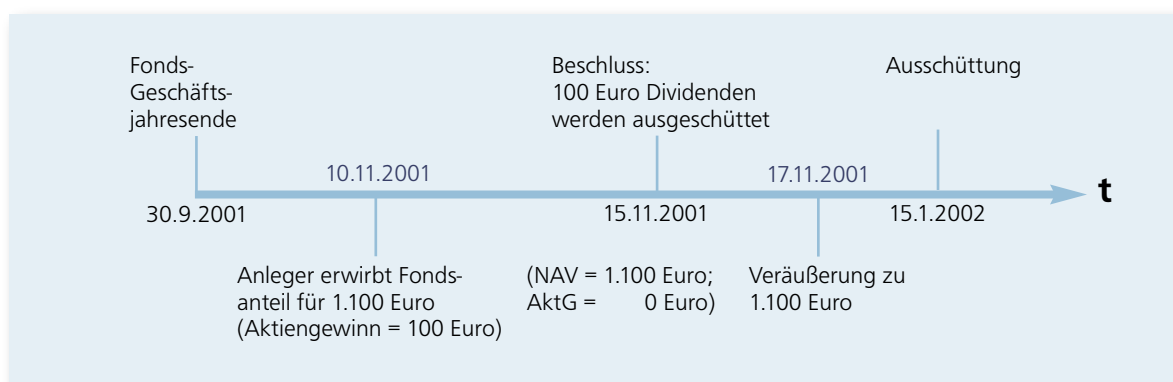 Fonds-
Geschäfts-
jahresende
Beschluss:
100 Euro Dividenden
werden ausgeschüttet
Ausschüttung
10.11.2001
17.11.2001
t
30.9.2001
15.11.2001
15.1.2002
Anleger erwirbt Fonds-
anteil für 1.100 Euro
(Aktiengewinn = 100 Euro)
(NAV = 1.100 Euro;
AktG = 0 Euro)
Veräußerung zu
1.100 Euro